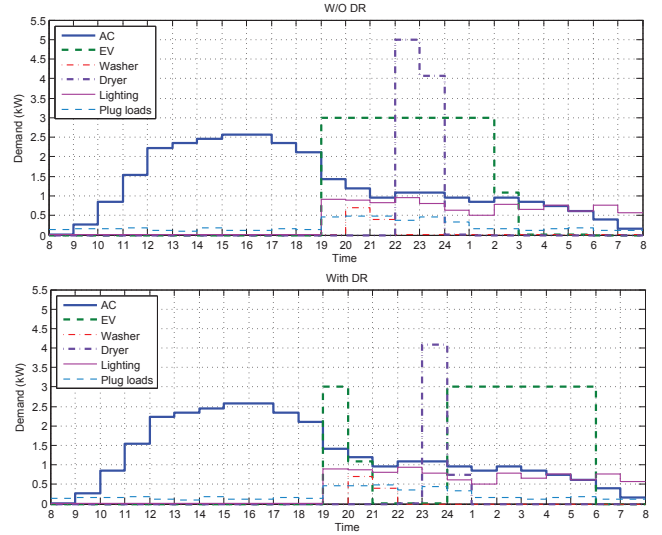 W/O DR
5.5
5
4.5
4
3.5
3
2.5
2
1.5
1
0.5
0
Demand (kW)
AC
EV
Washer
Dryer
Lighting
Plug loads
8 9 10 11 12 13 14 15 16 17 18 19 20 21 22 23 24 1 2 3 4 5 6 7 8
Time
With DR
5.5
5
4.5
4
3.5
3
2.5
2
1.5
1
0.5
0
Demand (kW)
AC
EV
Washer
Dryer
Lighting
Plug loads
8 9 10 11 12 13 14 15 16 17 18 19 20 21 22 23 24 1 2 3 4 5 6 7 8
Time